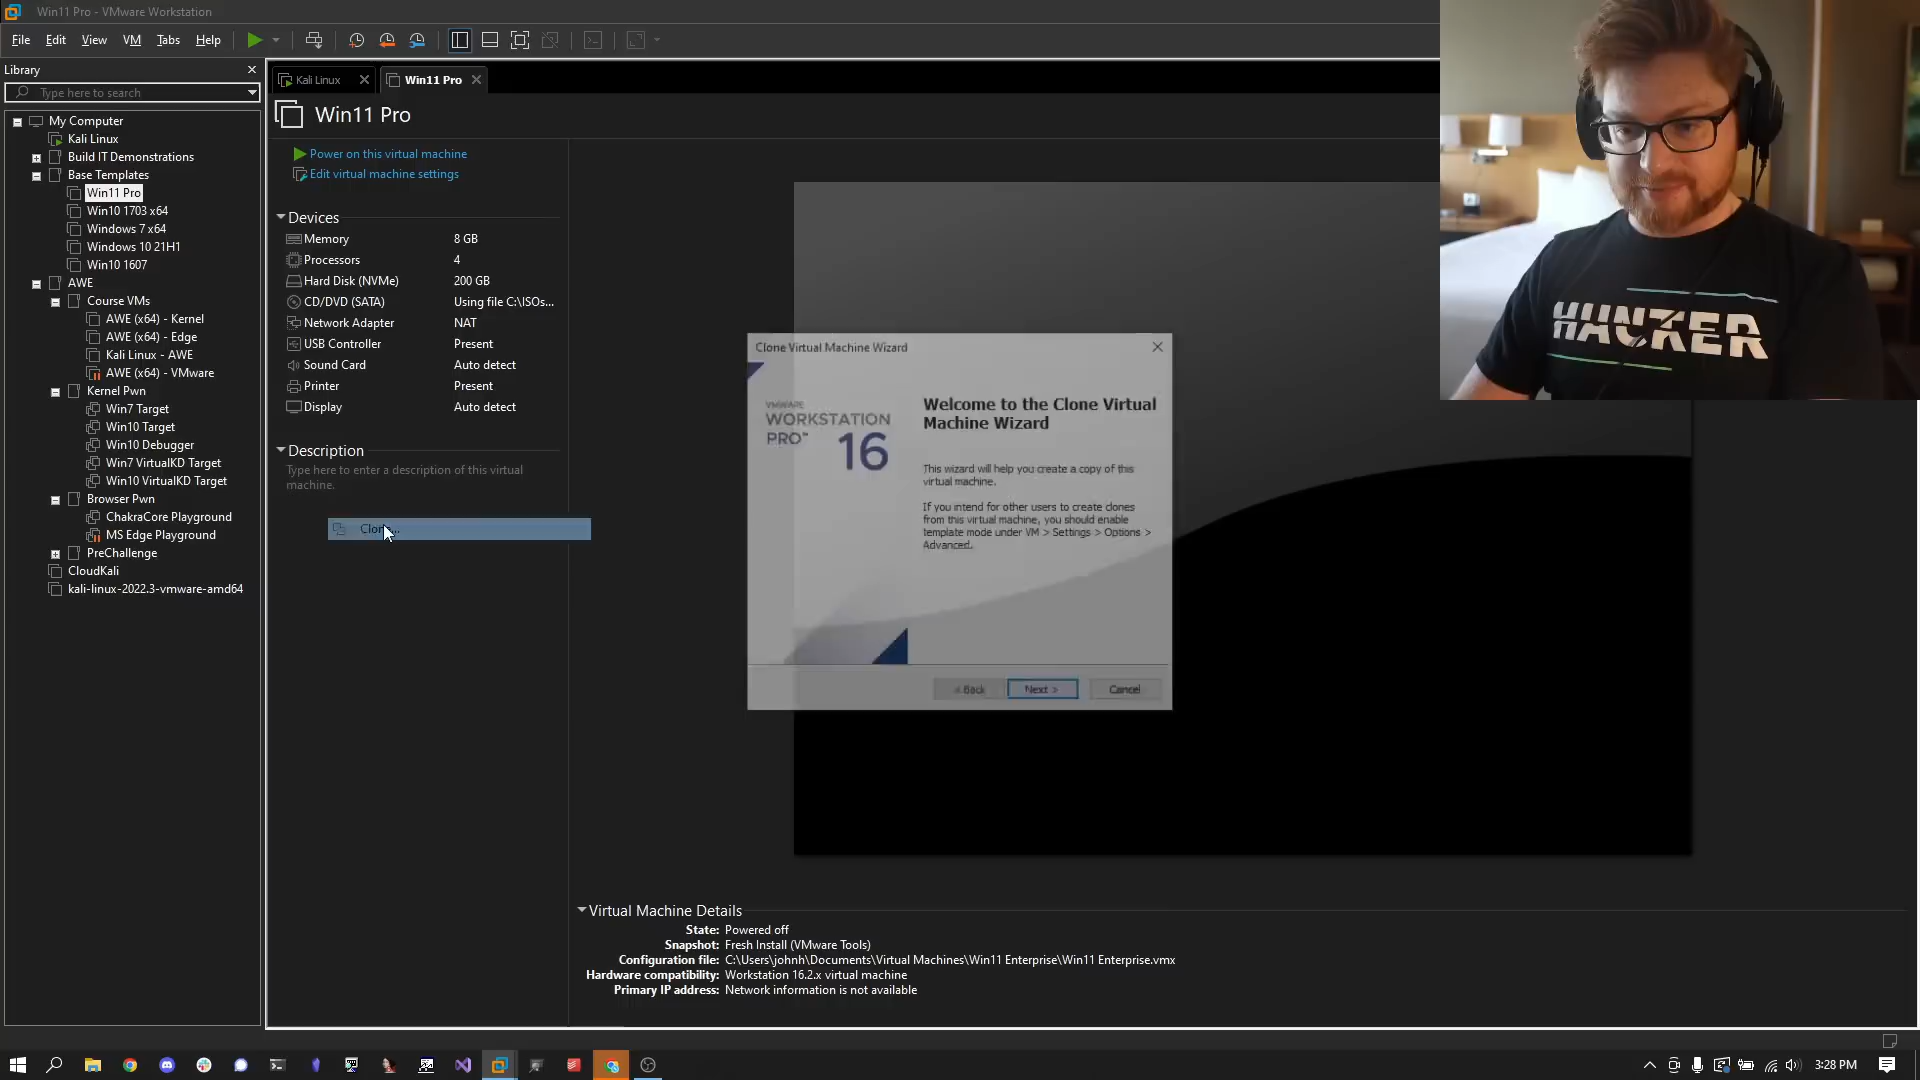 Win11 Pro - VMware Workstation
File Edit View VM Tabs Help
Library
Type here to search
My Computer
Kali Linux
Build IT Demonstrations
Base Templates
Win11 Pro
Win10 1703 x64
Windows 7 x64
Windows 10 21H1
Win10 1607
AWE
Course VMs
AWE (x64) - Kernel
AWE (x64) - Edge
Kali Linux - AWE
AWE (x64) - VMware
Kernel Pwn
Win7 Target
Win10 Target
Win10 Debugger
Win7 VirtualKD Target
Win10 VirtualKD Target
Browser Pwn
ChakraCore Playground
MS Edge Playground
PreChallenge
CloudKali
kali-linux-2022.3-vmware-amd64
Kali Linux
Win11 Pro
Win11 Pro
Power on this virtual machine
Edit virtual machine settings
Devices
Memory 8 GB
Processors 4
Hard Disk (NVMe) 200 GB
CD/DVD (SATA) Using file C:\ISOs...
Network Adapter NAT
USB Controller Present
Sound Card Auto detect
Printer Present
Display Auto detect
Description
Type here to enter a description of this virtual
machine.
Clone...
Clone Virtual Machine Wizard
VMWARE
WORKSTATION
PRO™ 16
Welcome to the Clone Virtual
Machine Wizard
This wizard will help you create a copy of this
virtual machine.
If you intend for other users to create clones
from this virtual machine, you should enable
template mode under VM > Settings > Options >
Advanced.
< Back Next > Cancel
HACKER
Virtual Machine Details
State: Powered off
Snapshot: Fresh Install (VMware Tools)
Configuration file: C:\Users\johnh\Documents\Virtual Machines\Win11 Enterprise\Win11 Enterprise.vmx
Hardware compatibility: Workstation 16.2.x virtual machine
Primary IP address: Network information is not available
3:28 PM